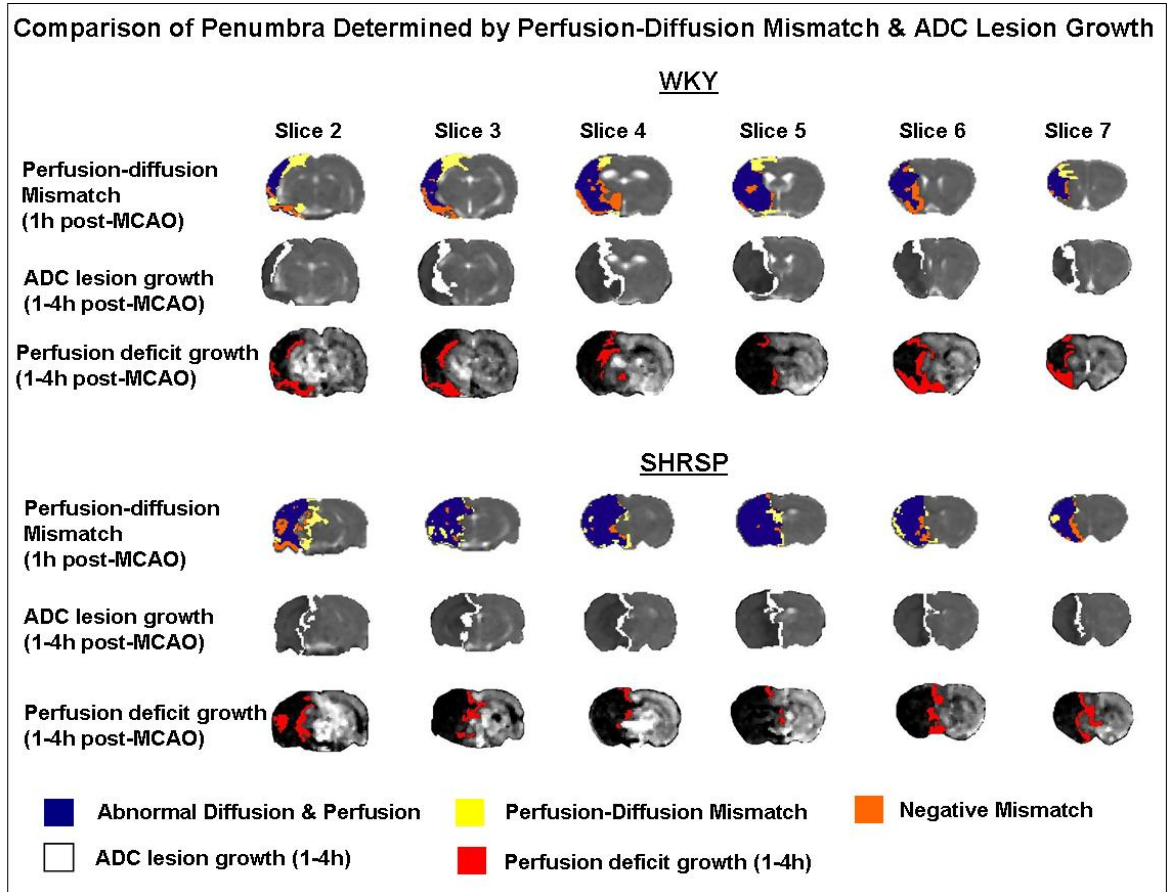 Comparison of Penumbra Determined by Perfusion-Diffusion Mismatch & ADC Lesion Growth
WKY
Slice 2 Slice 3 Slice 4 Slice 5 Slice 6 Slice 7
Perfusion-diffusion
Mismatch
(1h post-MCAO)
ADC lesion growth
(1-4h post-MCAO)
Perfusion deficit growth
(1-4h post-MCAO)
SHRSP
Perfusion-diffusion
Mismatch
(1h post-MCAO)
ADC lesion growth
(1-4h post-MCAO)
Perfusion deficit growth
(1-4h post-MCAO)
Abnormal Diffusion & Perfusion Perfusion-Diffusion Mismatch Negative Mismatch
ADC lesion growth (1-4h) Perfusion deficit growth (1-4h)